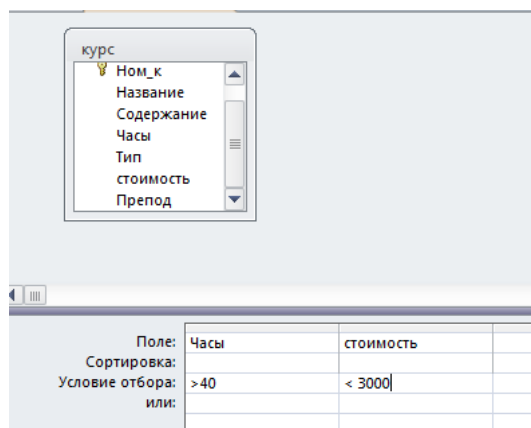 курс
Ном_к
Название
Содержание
Часы
Тип
стоимость
Препод
Поле: Часы стоимость
Сортировка:
Условие отбора: >40 < 3000
или: